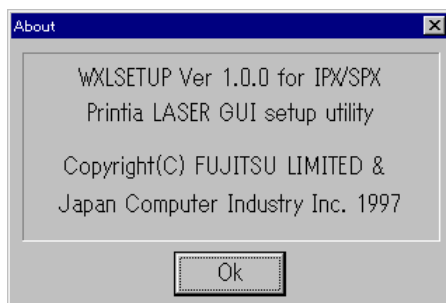 About
WXLSETUP Ver 1.0.0 for IPX/SPX
Printia LASER GUI setup utility
Copyright(C) FUJITSU LIMITED &
Japan Computer Industry Inc. 1997
Ok